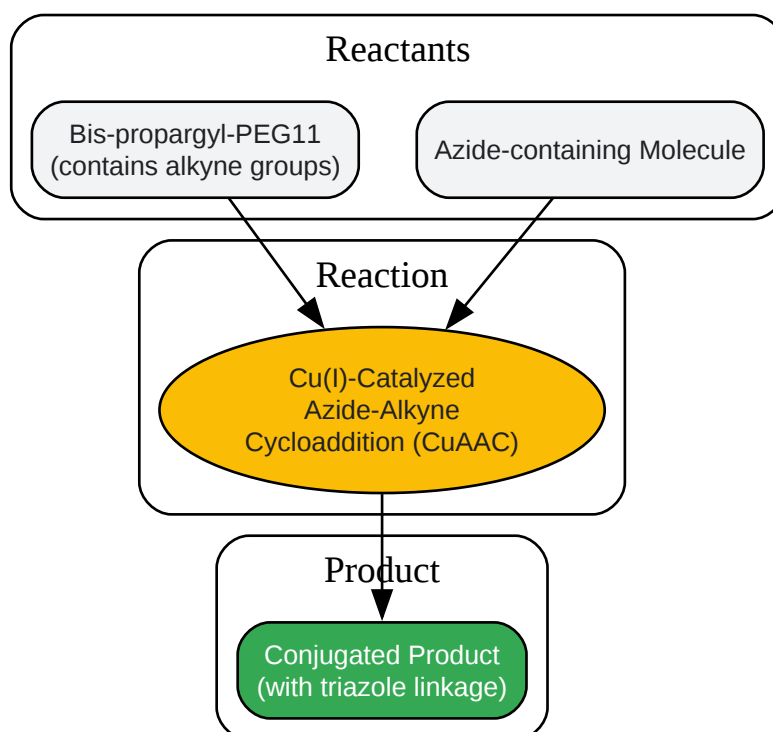 Reactants
Bis-propargyl-PEG11
(contains alkyne groups)
Azide-containing Molecule
Reaction
Cu(I)-Catalyzed
Azide-Alkyne
Cycloaddition (CuAAC)
Product
Conjugated Product
(with triazole linkage)